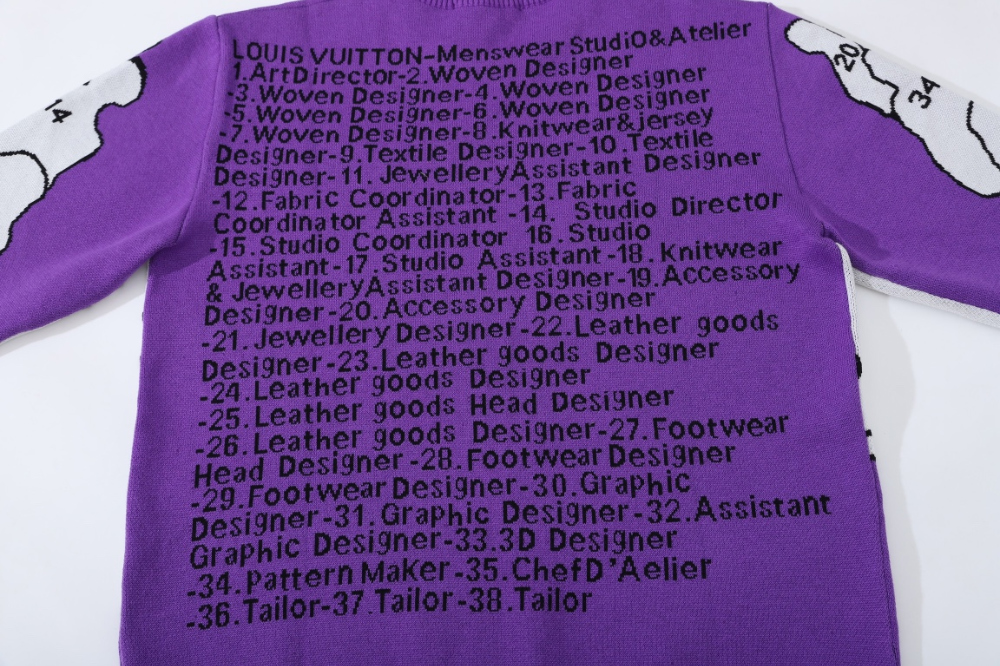 LOUIS VUITTON-Menswear StudiO&Atelier
1.ArtDirector-2.Woven Designer
-3.Woven Designer-4.Woven Designer
-5.Woven Designer-6.Woven Designer
-7.Woven Designer-8.Knitwear&jersey
Designer-9.Textile Designer-10.Textile
Designer-11. JewelleryAssistant Designer
-12.Fabric Coordinator-13.Fabric
Coordinator Assistant -14. Studio Director
-15.Studio Coordinator 16.Studio
Assistant-17.Studio Assistant-18.Knitwear
& JewelleryAssistant Designer-19.Accessory
Designer-20.Accessory Designer
-21.JewelleryDesigner-22.Leather goods
Designer-23.Leather goods Designer
-24.Leather goods Designer
-25.Leather goods Head Designer
-26.Leather goods Designer-27.Footwear
Head Designer-28.FootwearDesigner
-29.FootwearDesigner-30.Graphic
Designer-31.Graphic Designer-32.Assistant
Graphic Designer-33.3D Designer
-34.Pattern Maker-35.ChefD'Aelier
-36.Tailor-37.Tailor-38.Tailor
14
20
34